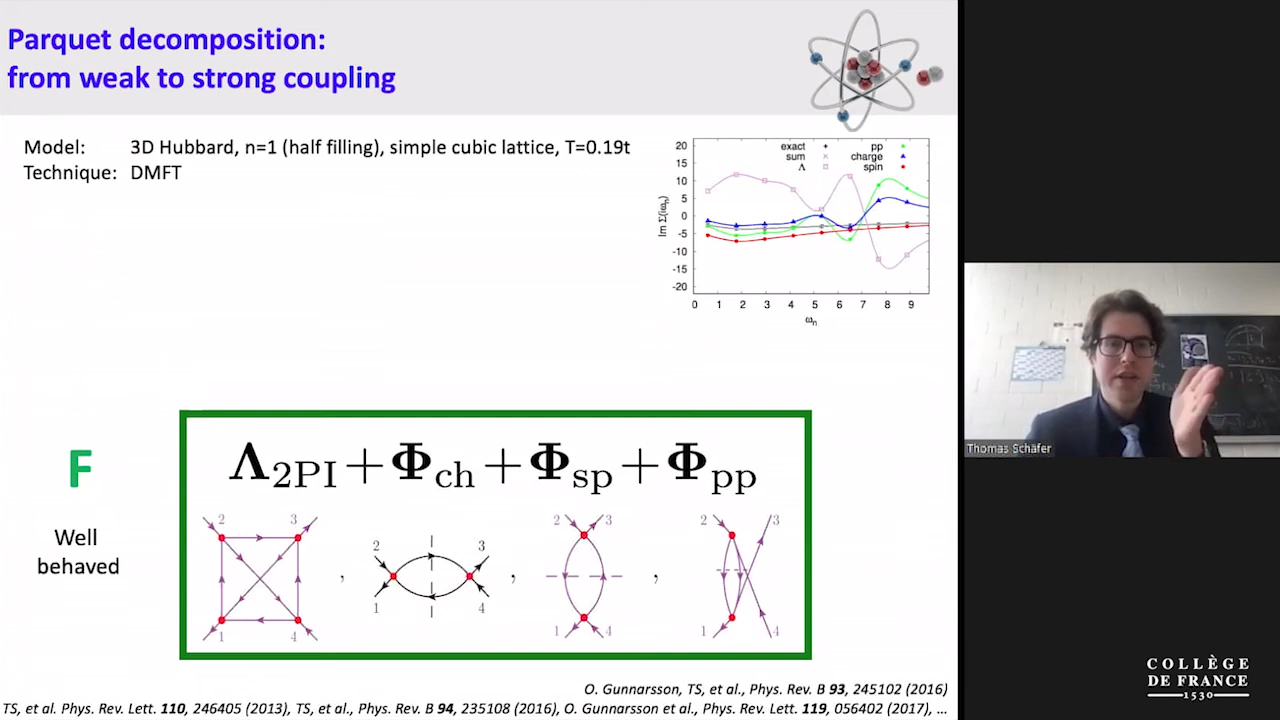 Parquet decomposition:
from weak to strong coupling
Model: 3D Hubbard, n=1 (half filling), simple cubic lattice, T=0.19t
Technique: DMFT
20
15
10
5
0
-5
-10
-15
-20
Im Σ(iωn)
exact
sum
Λ
pp
charge
spin
0 1 2 3 4 5 6 7 8 9
ωn
F
Well
behaved
Λ2PI + Φch + Φsp + Φpp
2 3
1 4
,
2 3
1 4
,
2 3
1 4
,
2 3
1 4
O. Gunnarsson, TS, et al., Phys. Rev. B 93, 245102 (2016)
TS, et al. Phys. Rev. Lett. 110, 246405 (2013), TS, et al., Phys. Rev. B 94, 235108 (2016), O. Gunnarsson et al., Phys. Rev. Lett. 119, 056402 (2017), ...
Thomas Schäfer
COLLÈGE
DE FRANCE
1530